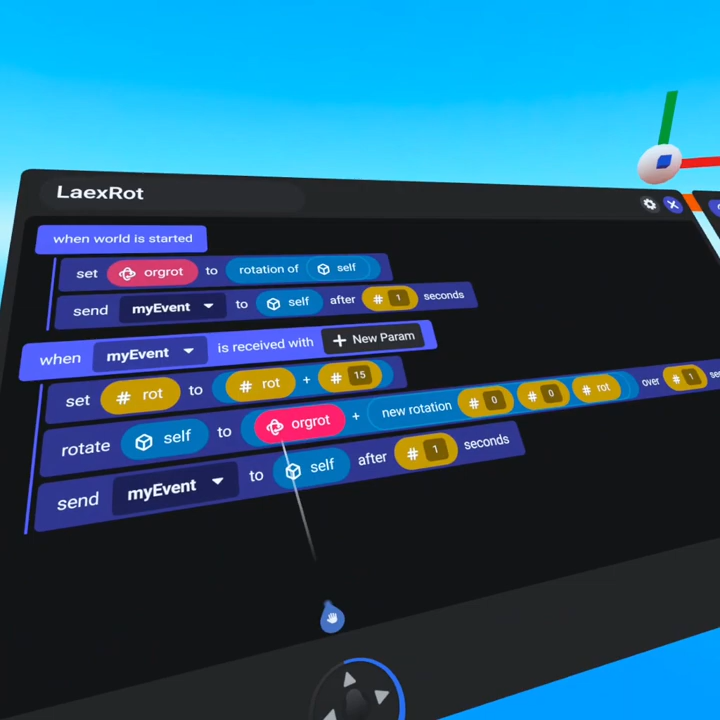 LaexRot
when world is started
set orgrot to rotation of self
send myEvent to self after # 1 seconds
when myEvent is received with + New Param
set # rot to # rot + # 15
rotate self to orgrot + new rotation # 0 # 0 # rot over # 1
send myEvent to self after # 1 seconds